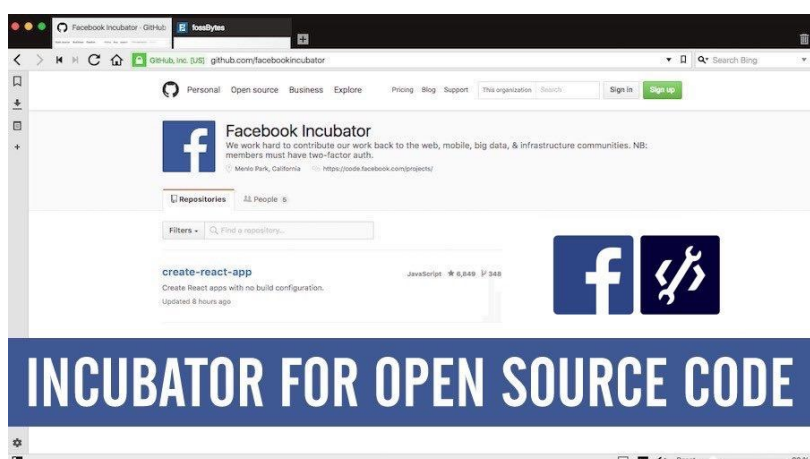 Facebook Incubator · GitHub
fossBytes
GitHub, Inc. [US] github.com/facebookincubator
Search Bing
Personal Open source Business Explore Pricing Blog Support This organization Search Sign in Sign up
Facebook Incubator
We work hard to contribute our work back to the web, mobile, big data, & infrastructure communities. NB:
members must have two-factor auth.
Menlo Park, California https://code.facebook.com/projects/
Repositories People 5
Filters Find a repository...
create-react-app JavaScript 6,849 348
Create React apps with no build configuration.
Updated 8 hours ago
INCUBATOR FOR OPEN SOURCE CODE